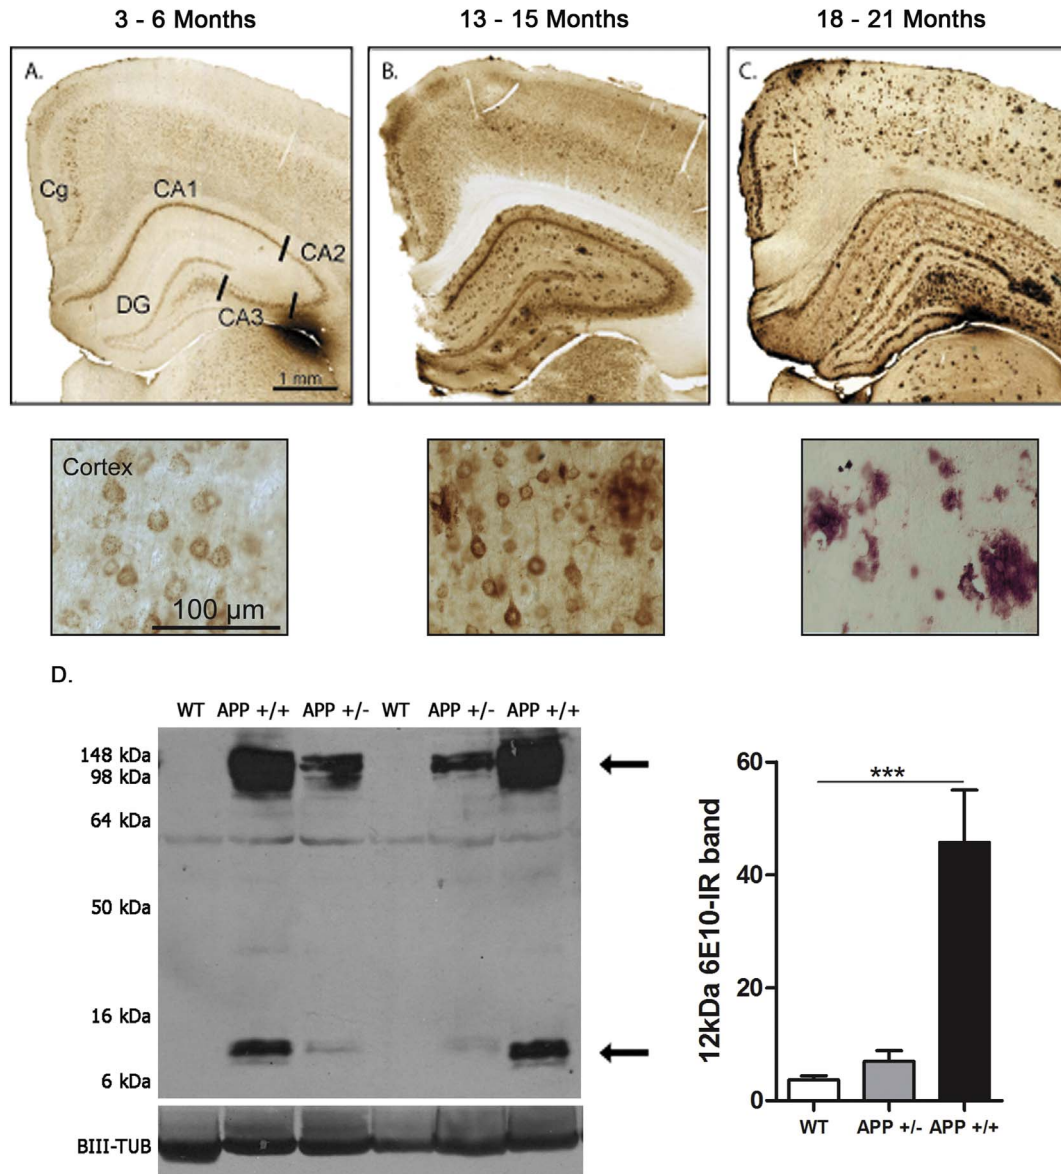 3 - 6 Months
13 - 15 Months
18 - 21 Months
A.
B.
C.
Cg
CA1
CA2
DG
CA3
1 mm
Cortex
100 µm
D.
WT APP +/+ APP +/- WT APP +/- APP +/+
148 kDa
98 kDa
64 kDa
50 kDa
16 kDa
6 kDa
BIII-TUB
12kDa 6E10-IR band
60
40
20
0
***
WT APP +/- APP +/+